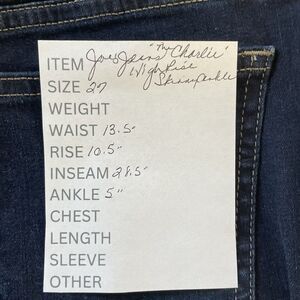 ITEM Joe's Jeans "The Charlie"
High Rise
Skinny Ankle
SIZE 27
WEIGHT
WAIST 13.5"
RISE 10.5"
INSEAM 28.5"
ANKLE 5"
CHEST
LENGTH
SLEEVE
OTHER